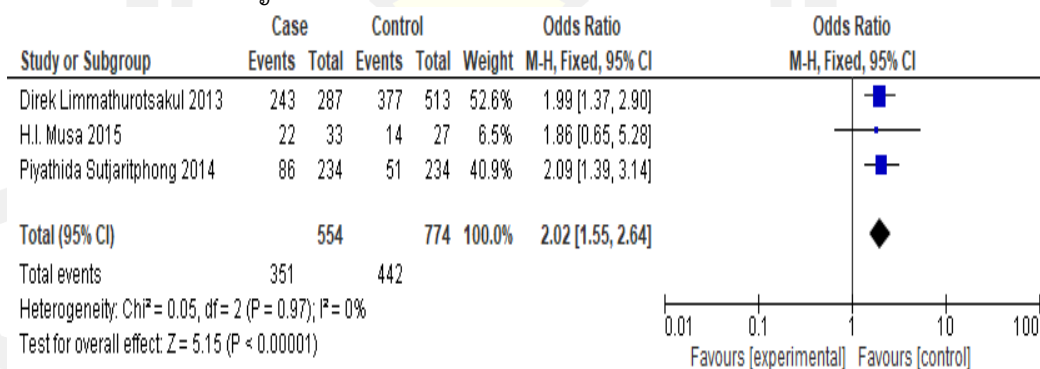 Case Control Odds Ratio Odds Ratio
Study or Subgroup Events Total Events Total Weight M-H, Fixed, 95% CI M-H, Fixed, 95% CI
Direk Limmathurotsakul 2013 243 287 377 513 52.6% 1.99 [1.37, 2.90]
H.I. Musa 2015 22 33 14 27 6.5% 1.86 [0.65, 5.28]
Piyathida Sutjaritphong 2014 86 234 51 234 40.9% 2.09 [1.39, 3.14]
Total (95% CI) 554 774 100.0% 2.02 [1.55, 2.64]
Total events 351 442
Heterogeneity: Chi² = 0.05, df = 2 (P = 0.97); I² = 0%
Test for overall effect: Z = 5.15 (P < 0.00001)
0.01 0.1 1 10 100
Favours [experimental] Favours [control]